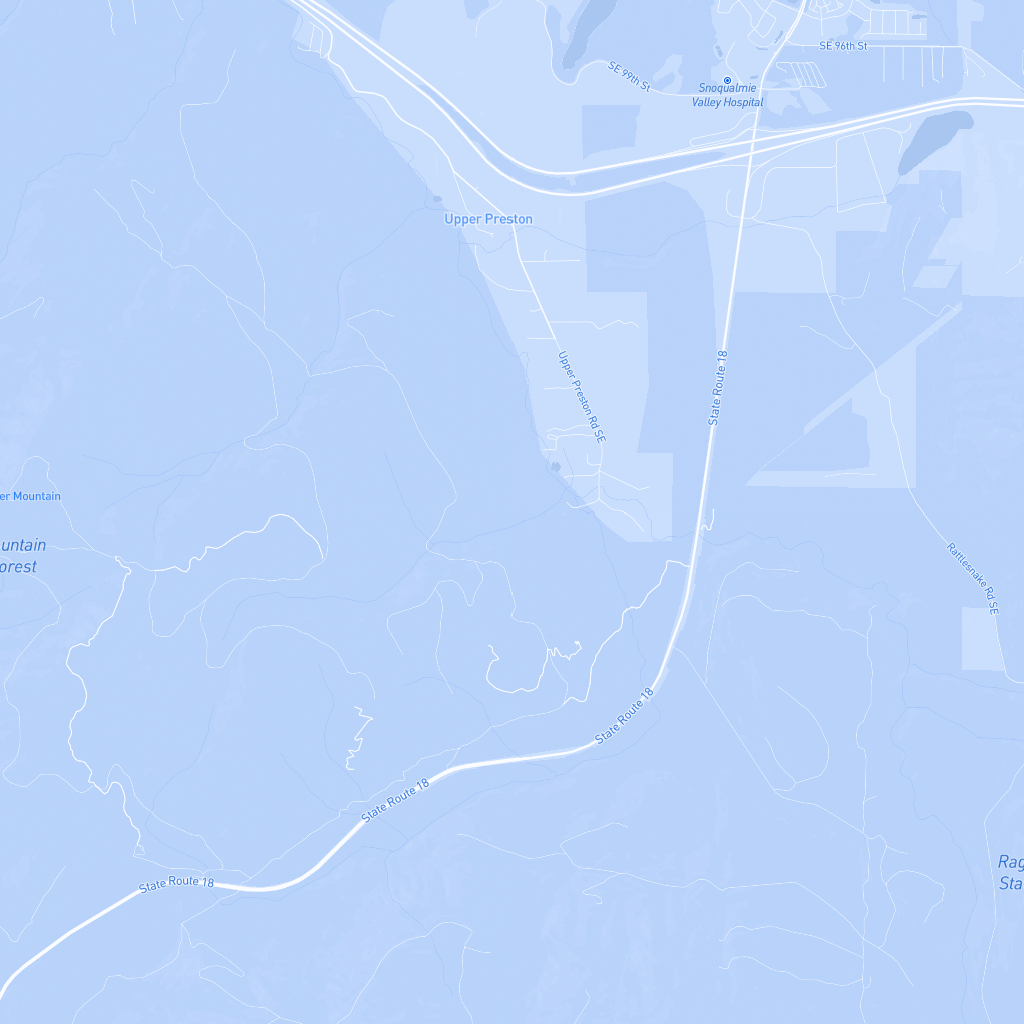 SE 96th St
SE 99th St
Snoqualmie
Valley Hospital
Upper Preston
State Route 18
Upper Preston Rd SE
er Mountain
untain
orest
Rattlesnake Rd SE
State Route 18
State Route 18
State Route 18
Rag
Sta